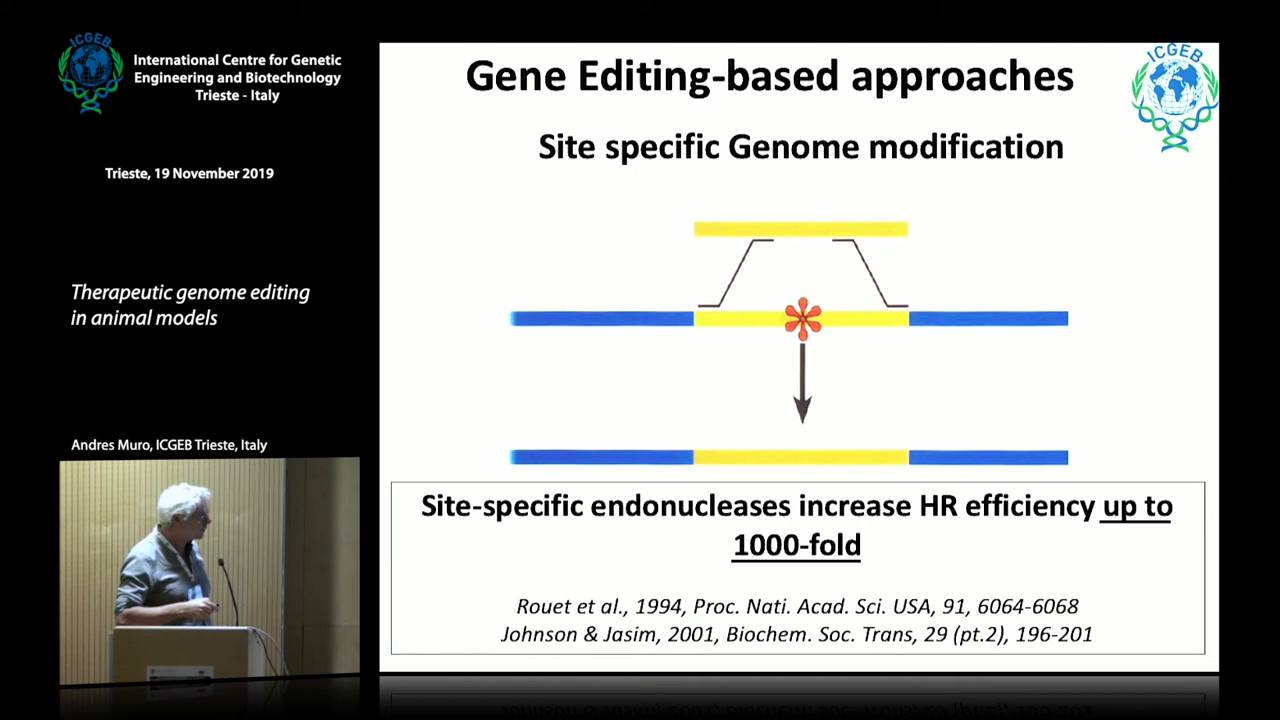 ICGEB
International Centre for Genetic
Engineering and Biotechnology
Trieste - Italy
Trieste, 19 November 2019
Therapeutic genome editing
in animal models
Andres Muro, ICGEB Trieste, Italy
Gene Editing-based approaches
ICGEB
Site specific Genome modification
Site-specific endonucleases increase HR efficiency up to
1000-fold
Rouet et al., 1994, Proc. Nati. Acad. Sci. USA, 91, 6064-6068
Johnson & Jasim, 2001, Biochem. Soc. Trans, 29 (pt.2), 196-201